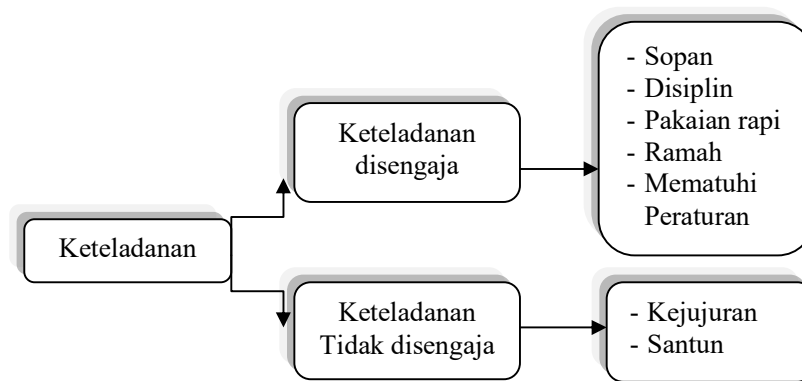 Keteladanan
Keteladanan
disengaja
- Sopan
- Disiplin
- Pakaian rapi
- Ramah
- Mematuhi
Peraturan
Keteladanan
Tidak disengaja
- Kejujuran
- Santun